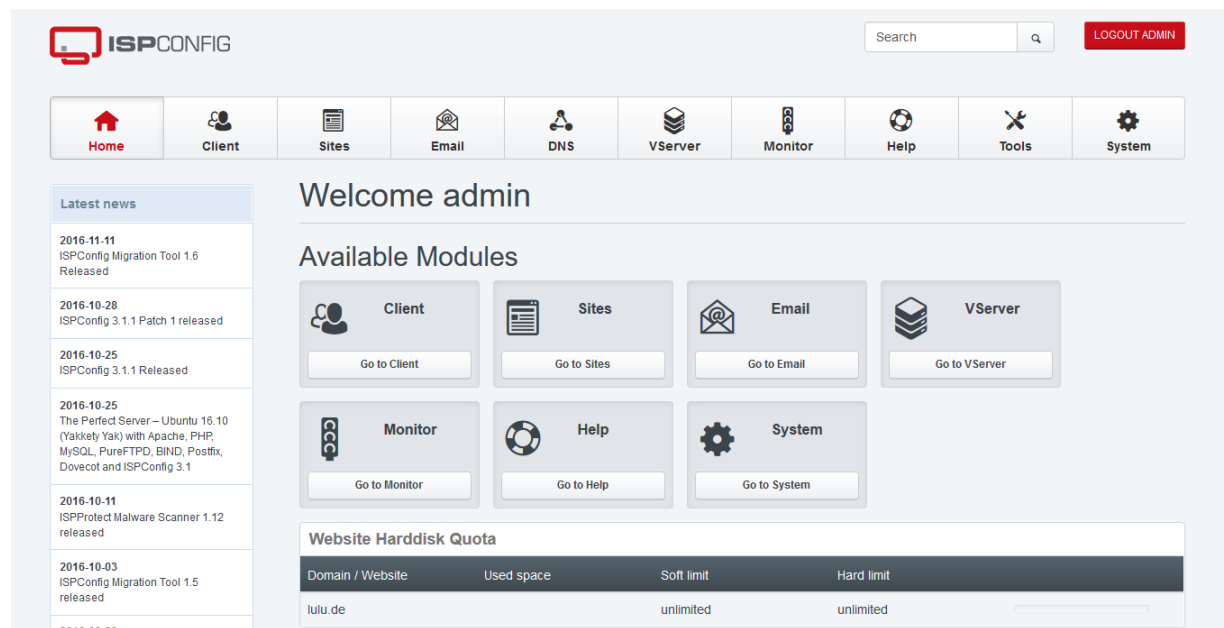 ISPCONFIG
Search
LOGOUT ADMIN
Home
Client
Sites
Email
DNS
VServer
Monitor
Help
Tools
System
Latest news
2016-11-11
ISPConfig Migration Tool 1.6
Released
2016-10-28
ISPConfig 3.1.1 Patch 1 released
2016-10-25
ISPConfig 3.1.1 Released
2016-10-25
The Perfect Server – Ubuntu 16.10
(Yakkety Yak) with Apache, PHP,
MySQL, PureFTPD, BIND, Postfix,
Dovecot and ISPConfig 3.1
2016-10-11
ISPProtect Malware Scanner 1.12
released
2016-10-03
ISPConfig Migration Tool 1.5
released
Welcome admin
Available Modules
Client
Go to Client
Sites
Go to Sites
Email
Go to Email
VServer
Go to VServer
Monitor
Go to Monitor
Help
Go to Help
System
Go to System
Website Harddisk Quota
Domain / Website Used space Soft limit Hard limit
lulu.de unlimited unlimited